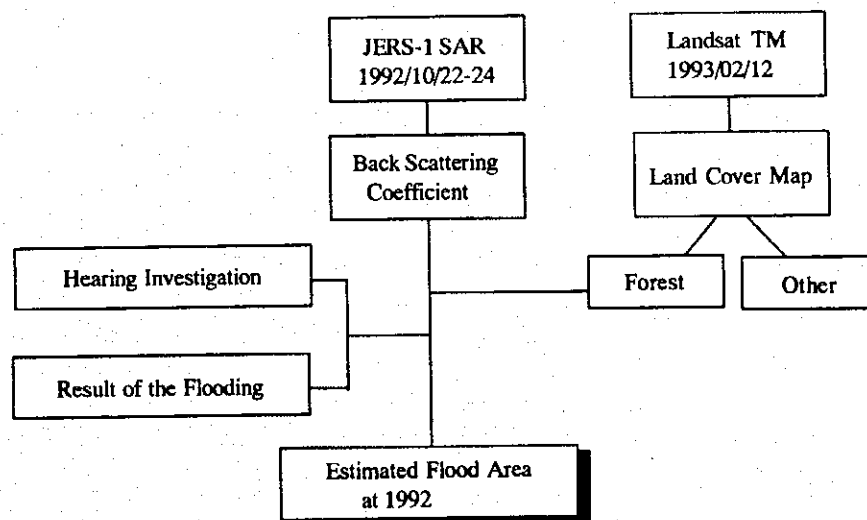 JERS-1 SAR
1992/10/22-24
Landsat TM
1993/02/12
Back Scattering
Coefficient
Land Cover Map
Hearing Investigation
Forest
Other
Result of the Flooding
Estimated Flood Area
at 1992